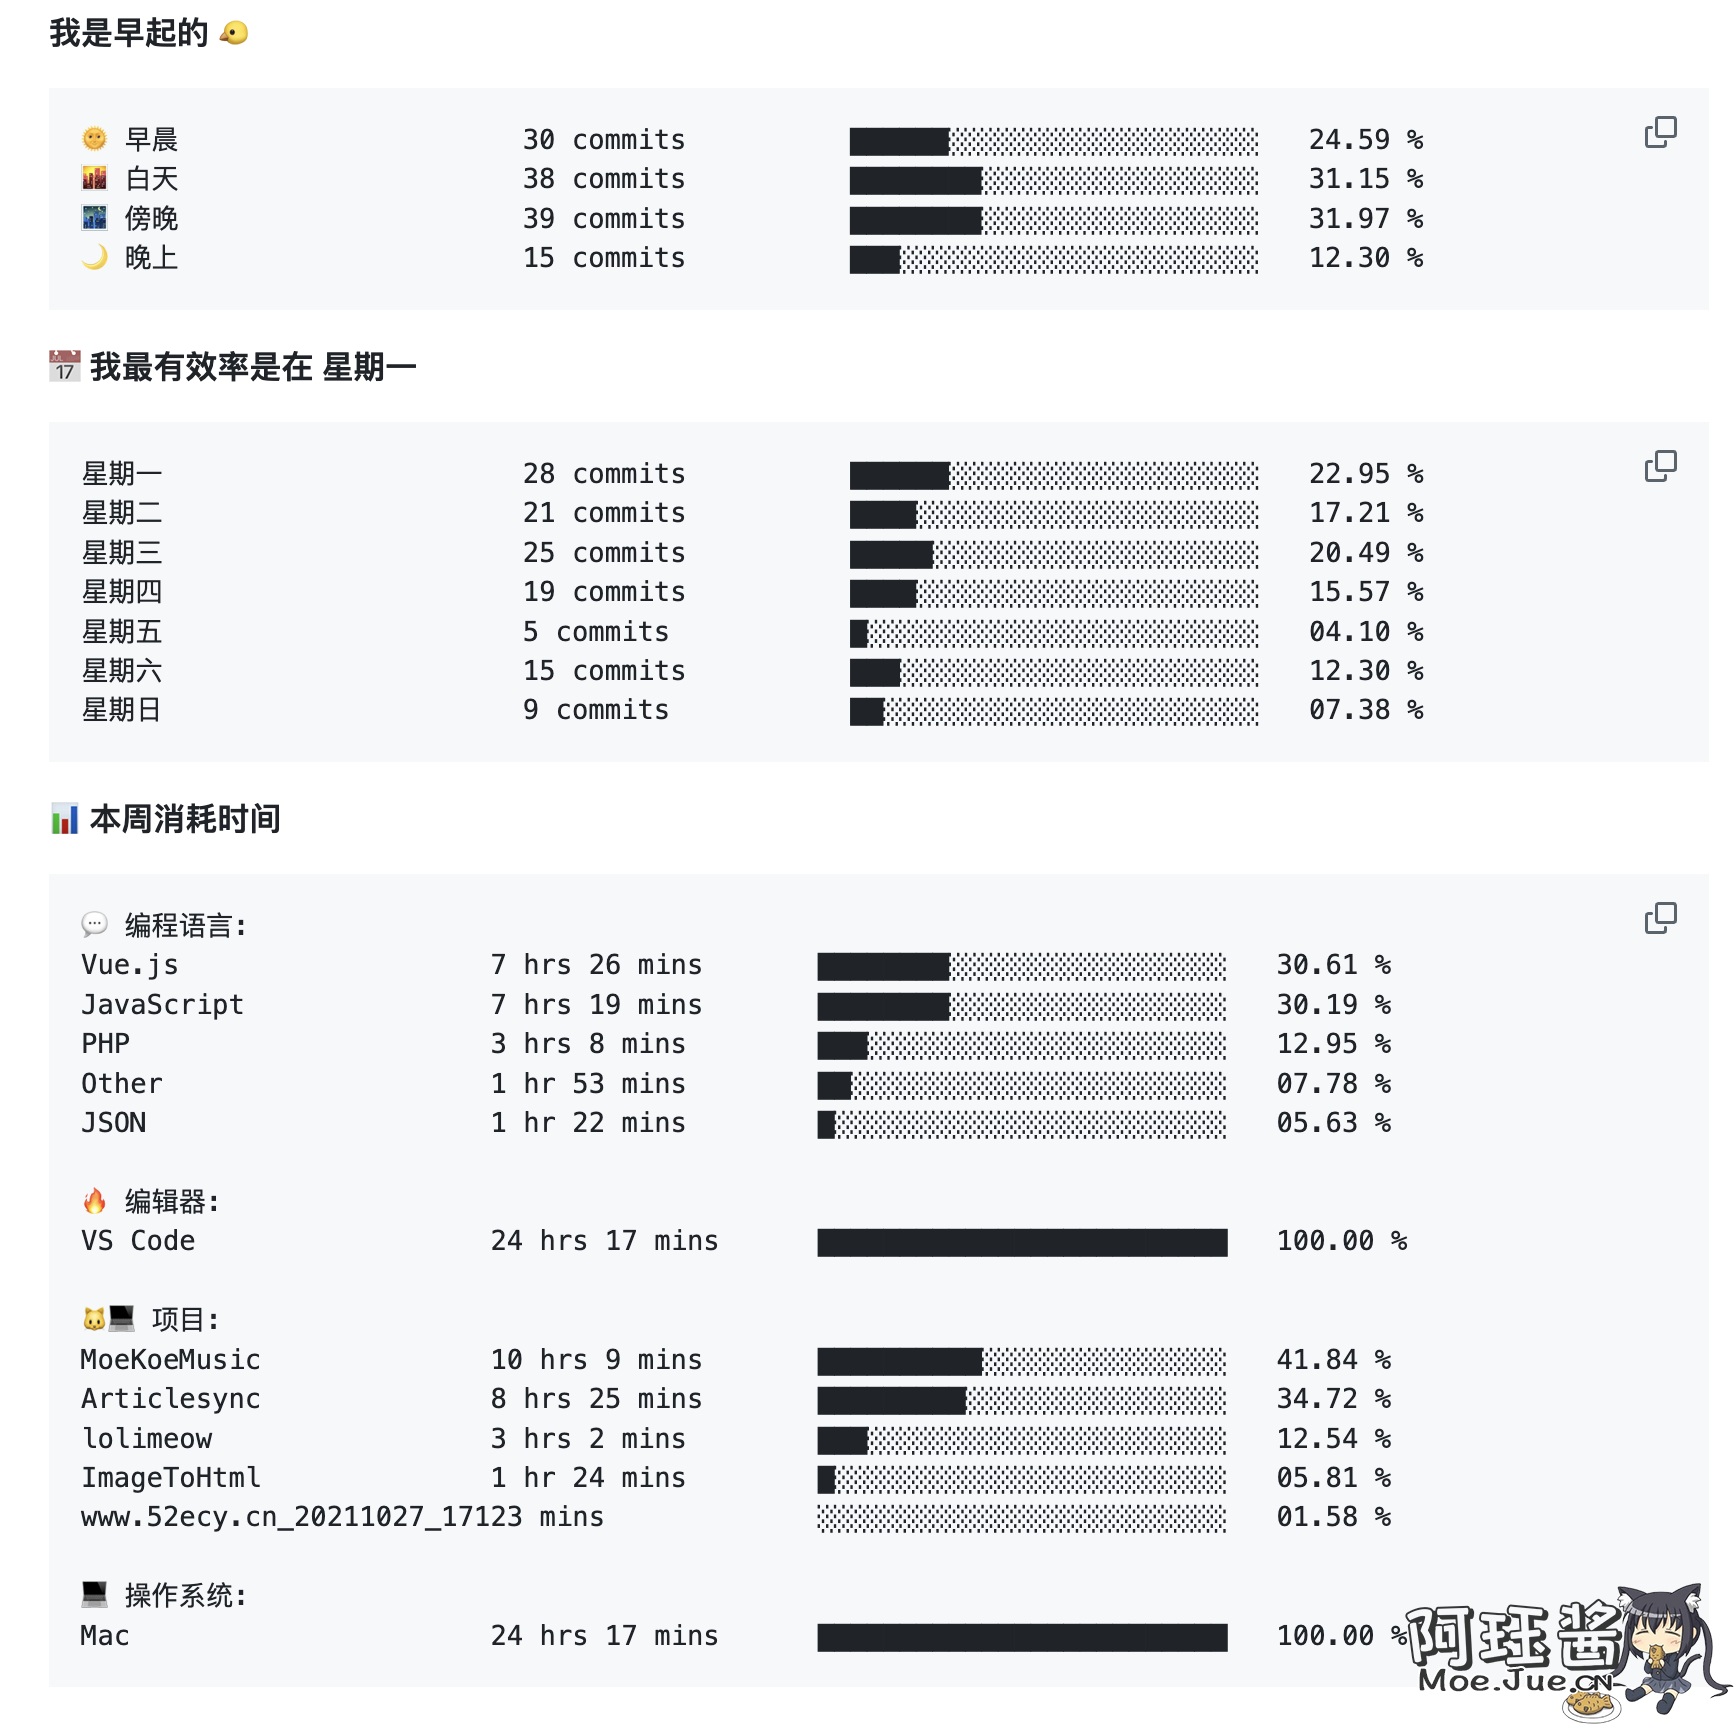 我是早起的 🐤
🌞 早晨 30 commits ██████░░░░░░░░░░░░░░░░░░░ 24.59 %
🌆 白天 38 commits ████████░░░░░░░░░░░░░░░░░ 31.15 %
🌃 傍晚 39 commits ████████░░░░░░░░░░░░░░░░░ 31.97 %
🌙 晚上 15 commits ███░░░░░░░░░░░░░░░░░░░░░░ 12.30 %
📅 我最有效率是在 星期一
星期一 28 commits ██████░░░░░░░░░░░░░░░░░░░ 22.95 %
星期二 21 commits ████░░░░░░░░░░░░░░░░░░░░░ 17.21 %
星期三 25 commits █████░░░░░░░░░░░░░░░░░░░░ 20.49 %
星期四 19 commits ████░░░░░░░░░░░░░░░░░░░░░ 15.57 %
星期五 5 commits █░░░░░░░░░░░░░░░░░░░░░░░░ 04.10 %
星期六 15 commits ███░░░░░░░░░░░░░░░░░░░░░░ 12.30 %
星期日 9 commits ██░░░░░░░░░░░░░░░░░░░░░░░ 07.38 %
📊 本周消耗时间
💬 编程语言:
Vue.js 7 hrs 26 mins ████████░░░░░░░░░░░░░░░░░ 30.61 %
JavaScript 7 hrs 19 mins ████████░░░░░░░░░░░░░░░░░ 30.19 %
PHP 3 hrs 8 mins ███░░░░░░░░░░░░░░░░░░░░░░ 12.95 %
Other 1 hr 53 mins ██░░░░░░░░░░░░░░░░░░░░░░░ 07.78 %
JSON 1 hr 22 mins █░░░░░░░░░░░░░░░░░░░░░░░░ 05.63 %
🔥 编辑器:
VS Code 24 hrs 17 mins █████████████████████████ 100.00 %
🐱💻 项目:
MoeKoeMusic 10 hrs 9 mins ██████████░░░░░░░░░░░░░░░ 41.84 %
Articlesync 8 hrs 25 mins █████████░░░░░░░░░░░░░░░░ 34.72 %
lolimeow 3 hrs 2 mins ███░░░░░░░░░░░░░░░░░░░░░░ 12.54 %
ImageToHtml 1 hr 24 mins █░░░░░░░░░░░░░░░░░░░░░░░░ 05.81 %
www.52ecy.cn_20211027_17123 mins ░░░░░░░░░░░░░░░░░░░░░░░░░ 01.58 %
💻 操作系统:
Mac 24 hrs 17 mins █████████████████████████ 100.00 %
阿珏酱
Moe.Jue.CN